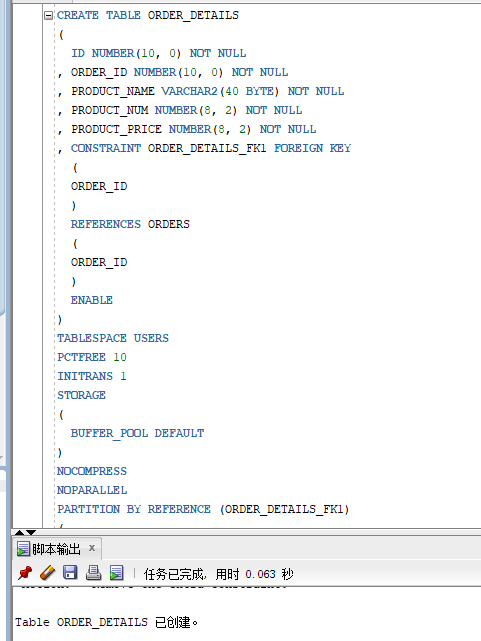 CREATE TABLE ORDER_DETAILS
(
ID NUMBER(10, 0) NOT NULL
, ORDER_ID NUMBER(10, 0) NOT NULL
, PRODUCT_NAME VARCHAR2(40 BYTE) NOT NULL
, PRODUCT_NUM NUMBER(8, 2) NOT NULL
, PRODUCT_PRICE NUMBER(8, 2) NOT NULL
, CONSTRAINT ORDER_DETAILS_FK1 FOREIGN KEY
(
ORDER_ID
)
REFERENCES ORDERS
(
ORDER_ID
)
ENABLE
)
TABLESPACE USERS
PCTFREE 10
INITRANS 1
STORAGE
(
BUFFER_POOL DEFAULT
)
NOCOMPRESS
NOPARALLEL
PARTITION BY REFERENCE (ORDER_DETAILS_FK1)
(
脚本输出 x
任务已完成, 用时 0.063 秒
Table ORDER_DETAILS 已创建。